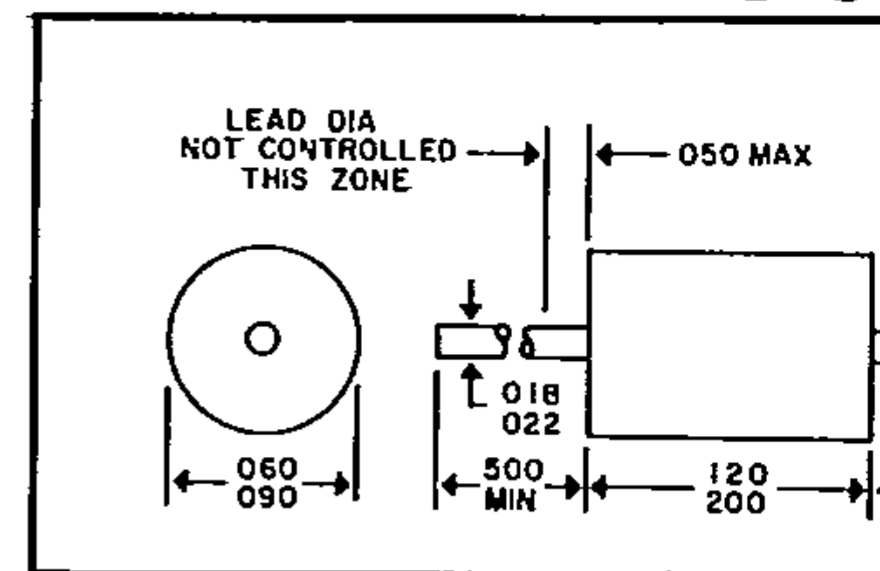 LEAD DIA
NOT CONTROLLED
THIS ZONE
050 MAX
018
022
060
090
500
MIN
120
200